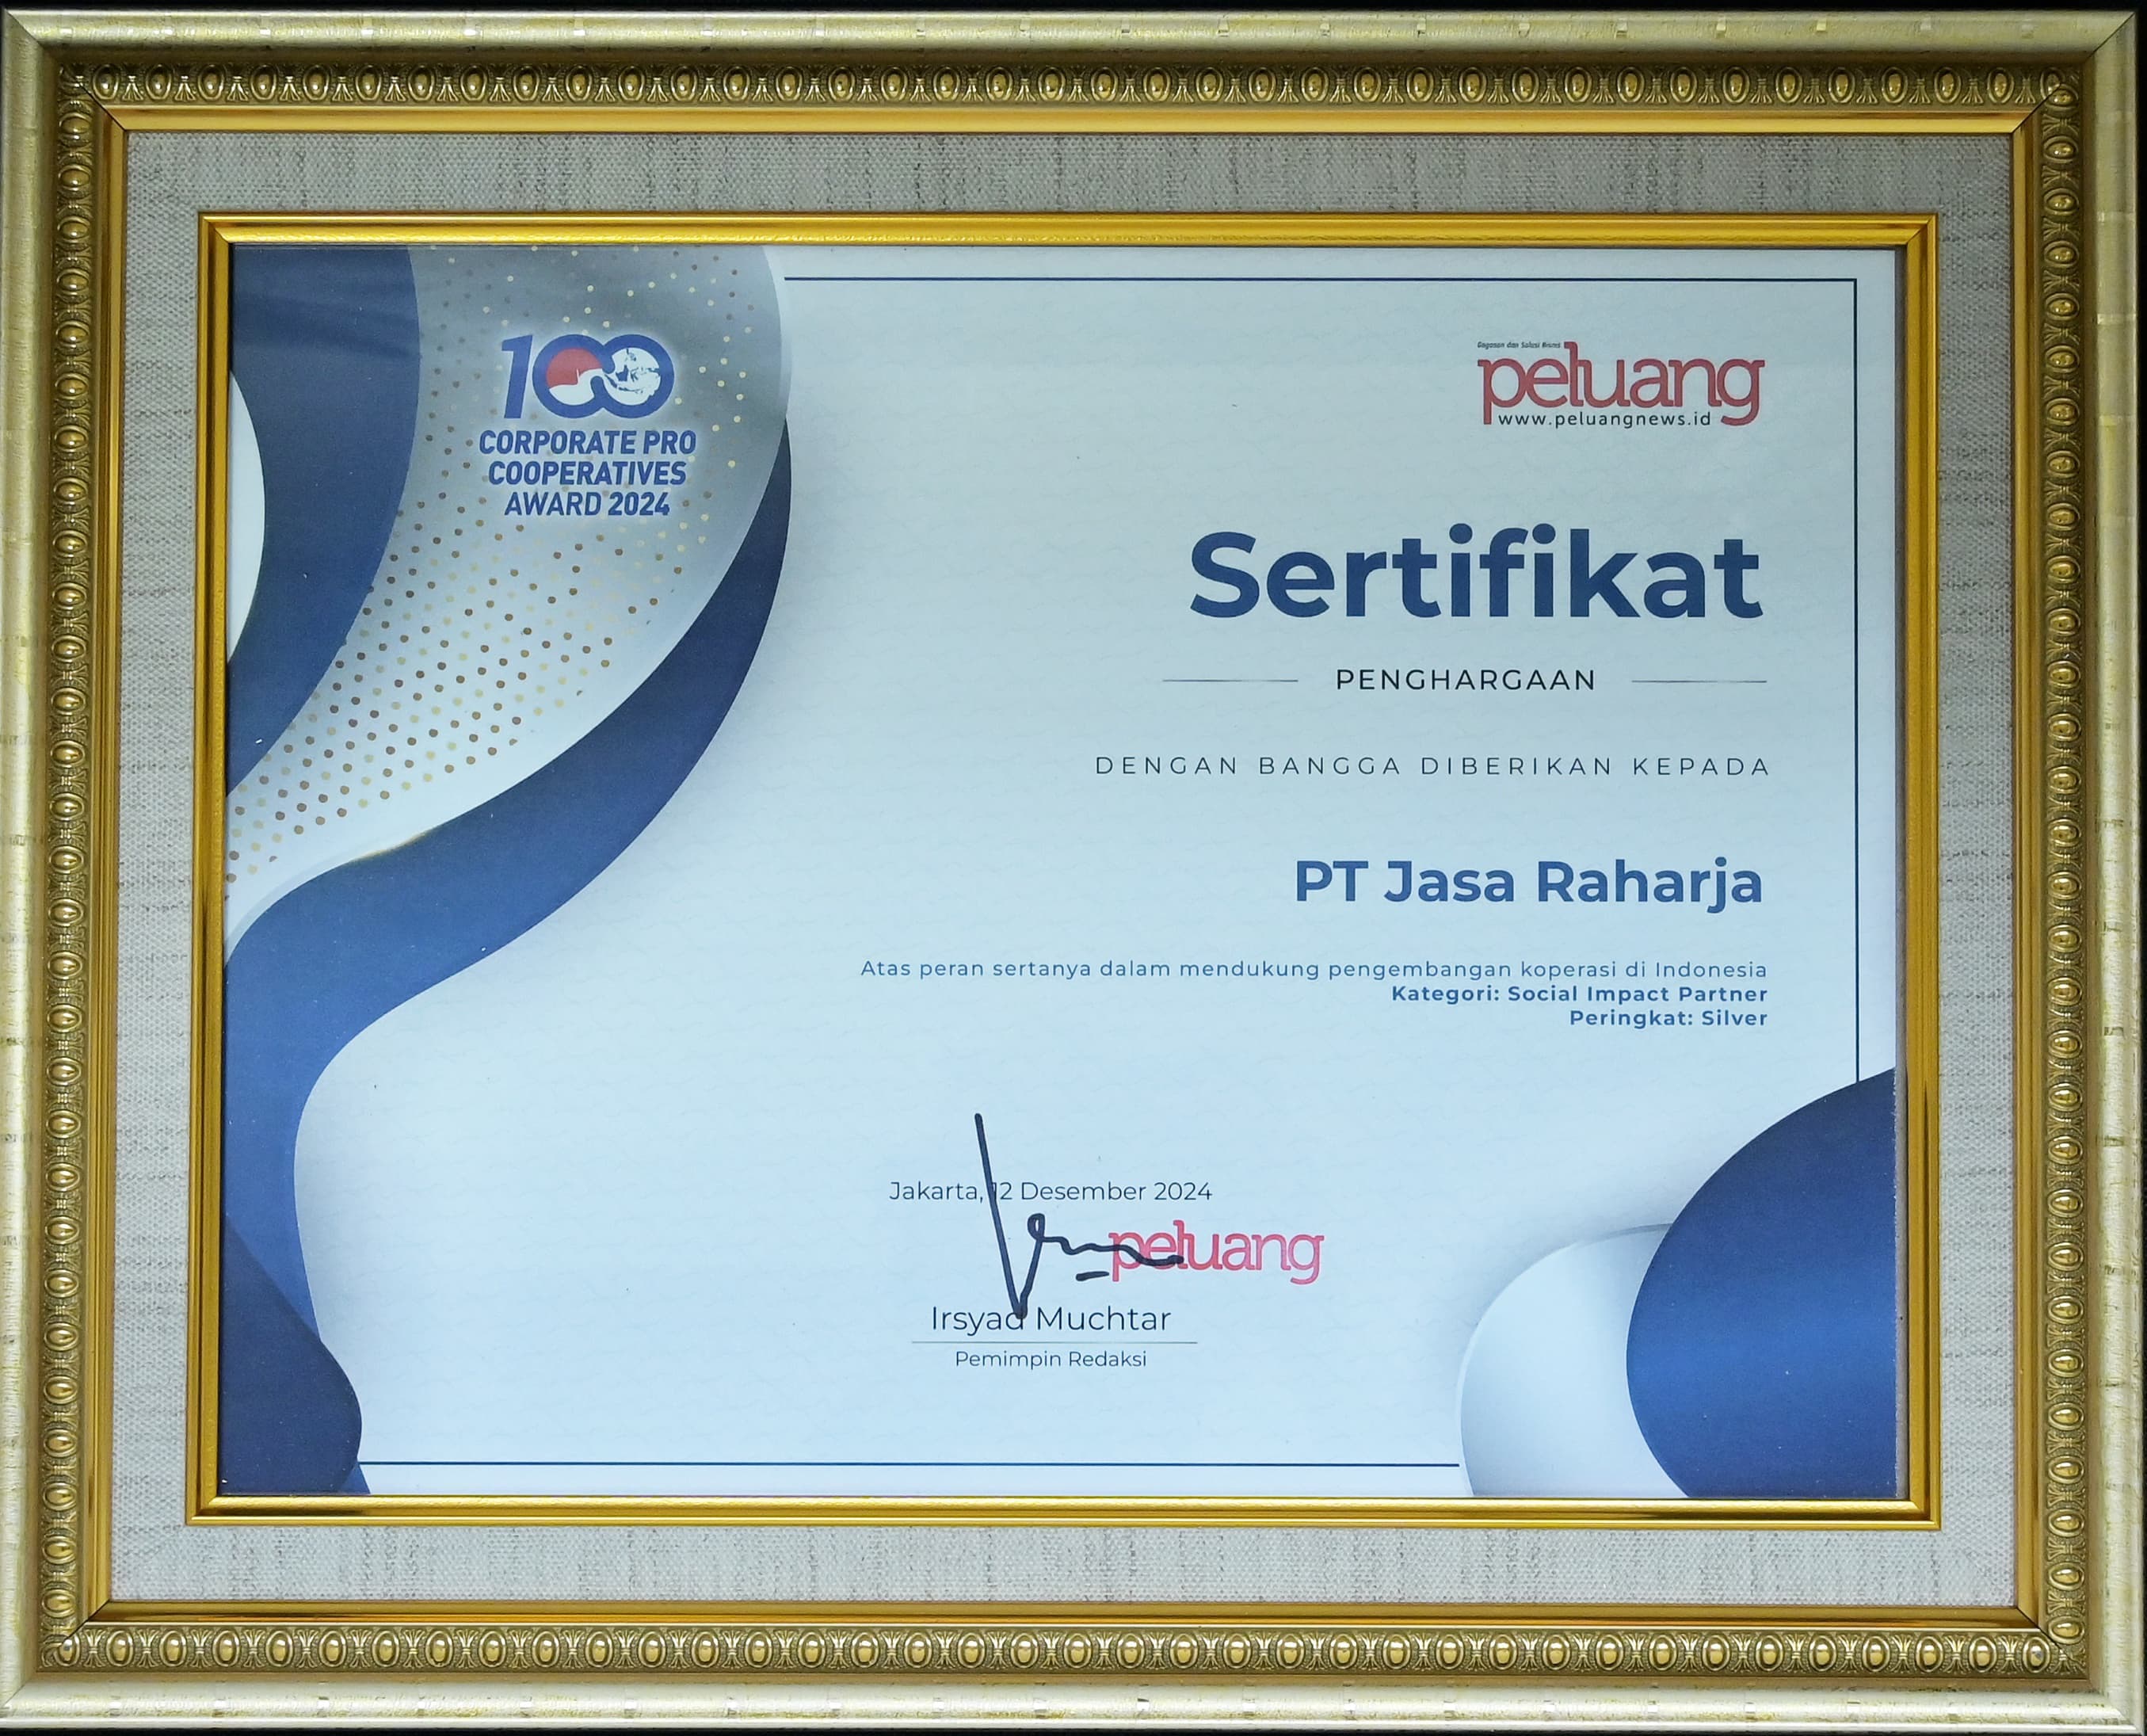 100
CORPORATE PRO
COOPERATIVES
AWARD 2024
Gagasan dan Solusi Bisnis
peluang
www.peluangnews.id
Sertifikat
PENGHARGAAN
DENGAN BANGGA DIBERIKAN KEPADA
PT Jasa Raharja
Atas peran sertanya dalam mendukung pengembangan koperasi di Indonesia
Kategori: Social Impact Partner
Peringkat: Silver
Jakarta, 12 Desember 2024
peluang
Irsyad Muchtar
Pemimpin Redaksi